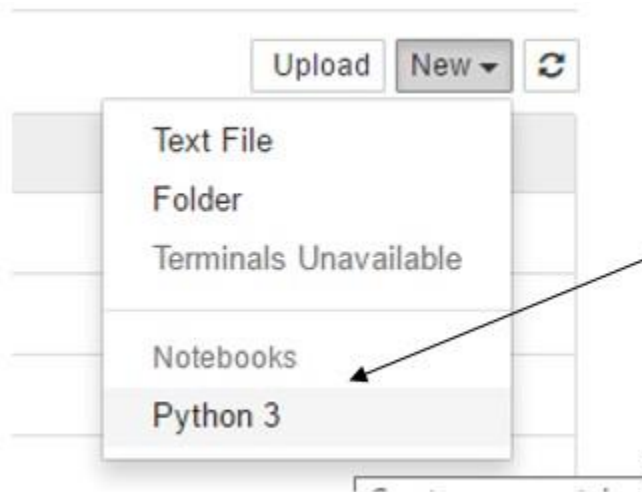 Upload New
Text File
Folder
Terminals Unavailable
Notebooks
Python 3